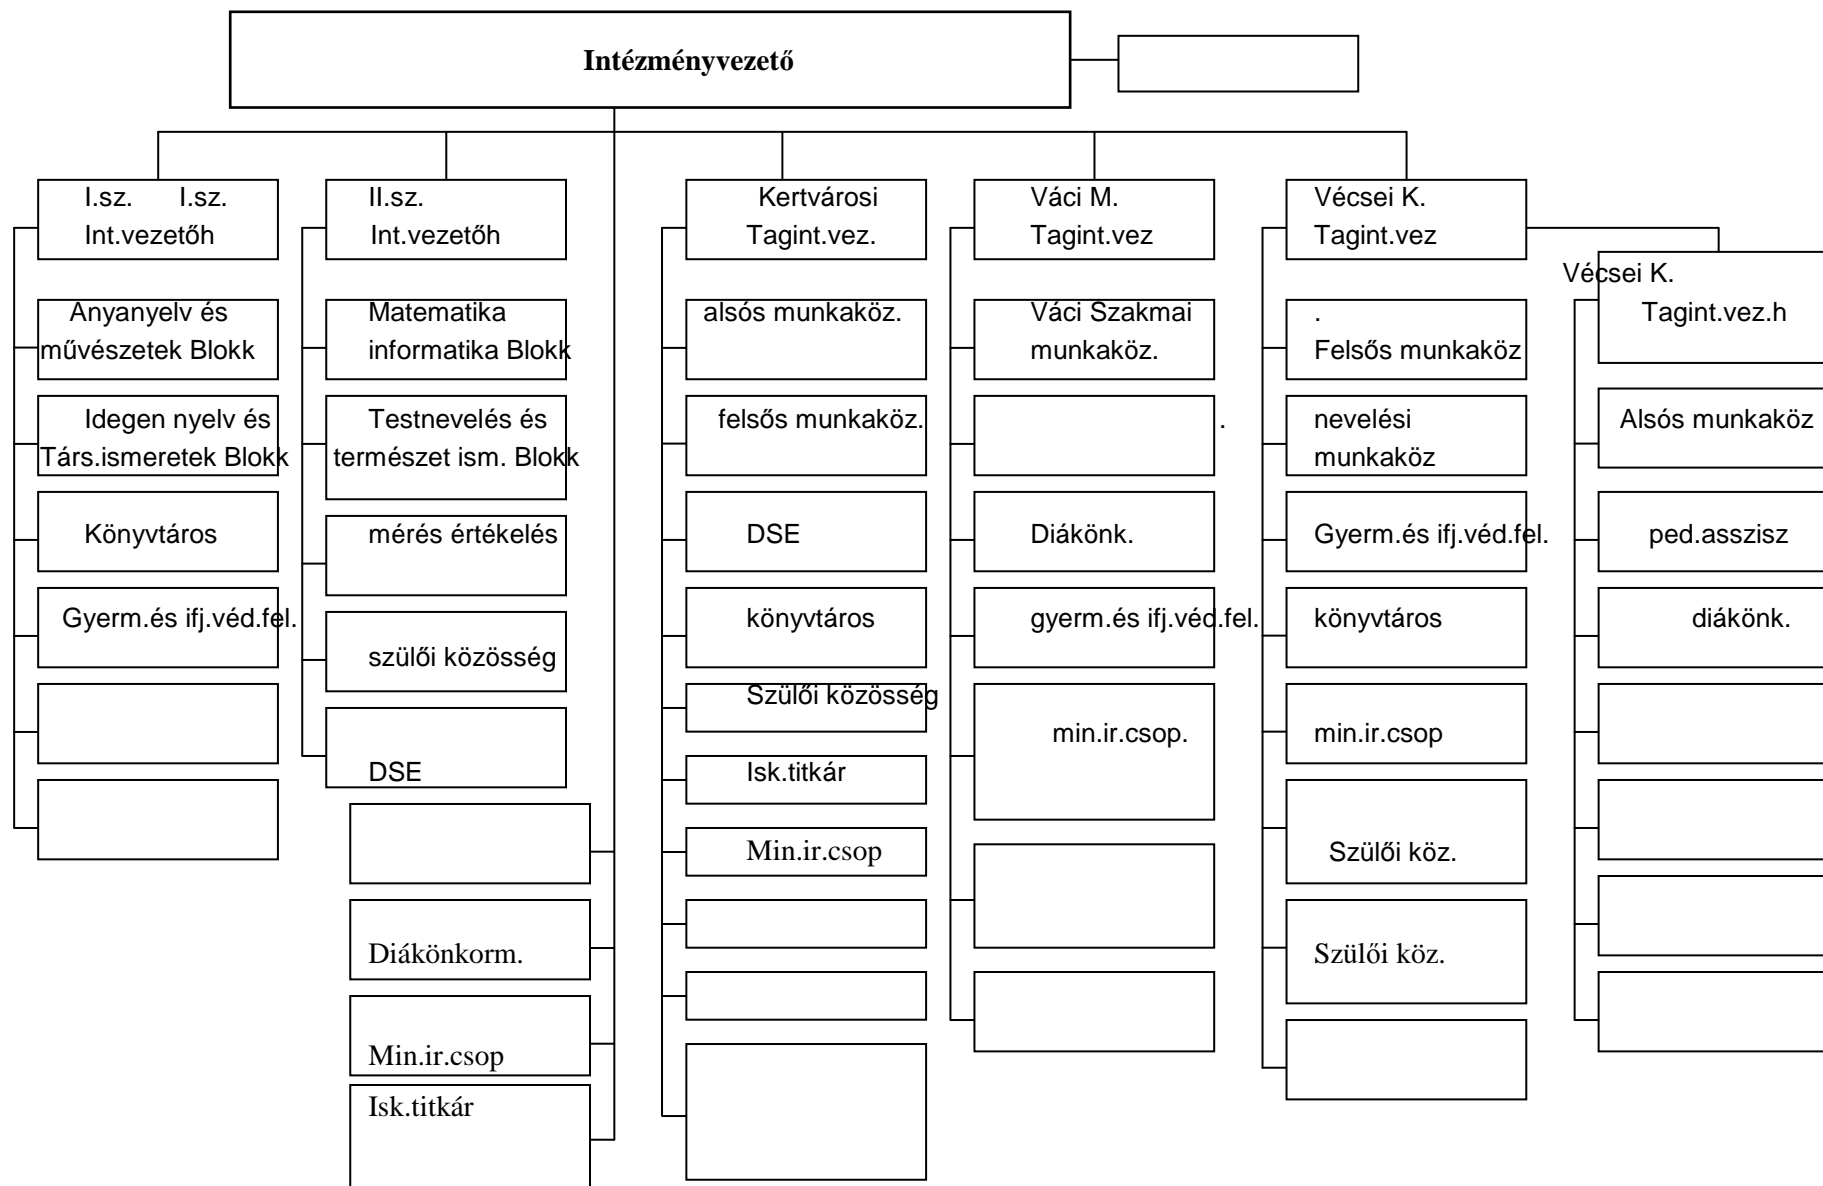 Intézményvezető
I.sz. I.sz.
Int.vezetőh
Anyanyelv és
művészetek Blokk
Idegen nyelv és
Társ.ismeretek Blokk
Könyvtáros
Gyerm.és ifj.véd.fel.
II.sz.
Int.vezetőh
Matematika
informatika Blokk
Testnevelés és
természet ism. Blokk
mérés értékelés
szülői közösség
DSE
Diákönkorm.
Min.ir.csop
Isk.titkár
Kertvárosi
Tagint.vez.
alsós munkaköz.
felsős munkaköz.
DSE
könyvtáros
Szülői közösség
Isk.titkár
Min.ir.csop
Váci M.
Tagint.vez
Váci Szakmai
munkaköz.
.
Diákönk.
gyerm.és ifj.véd.fel.
min.ir.csop.
Vécsei K.
Tagint.vez
.
Felsős munkaköz
nevelési
munkaköz
Gyerm.és ifj.véd.fel.
könyvtáros
min.ir.csop
Szülői köz.
Szülői köz.
Vécsei K.
Tagint.vez.h
Alsós munkaköz
ped.asszisz
diákönk.